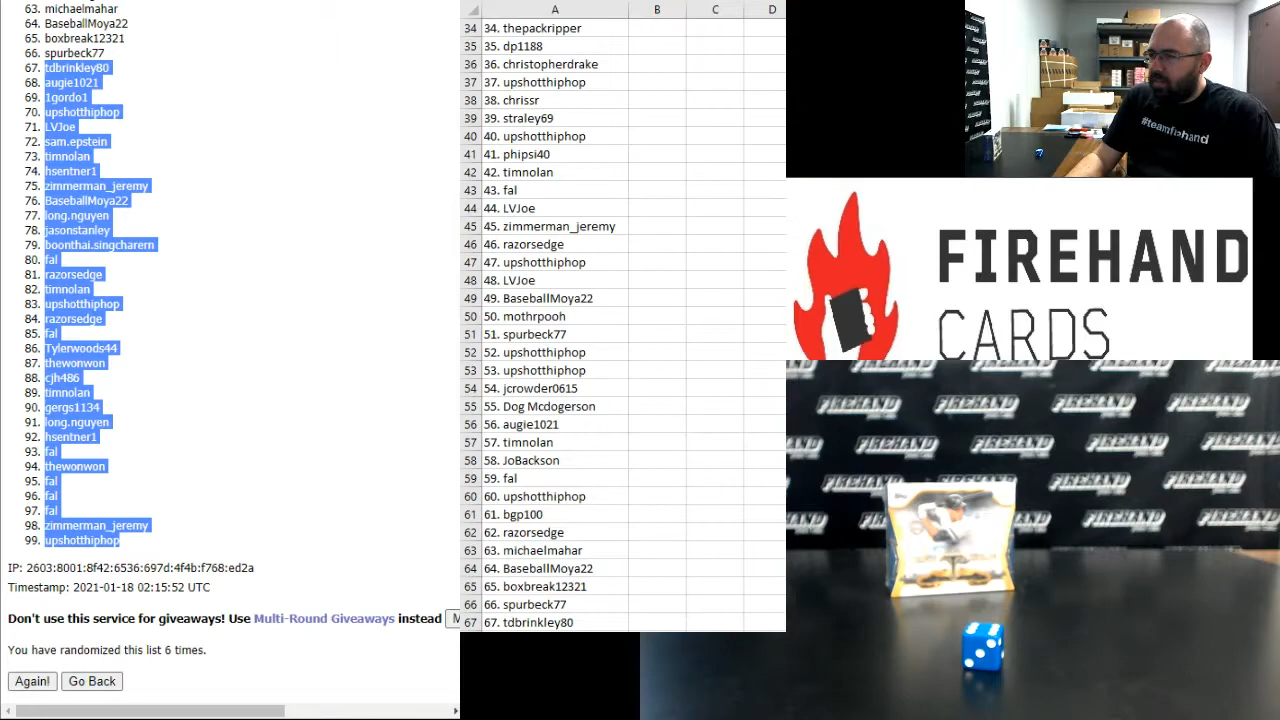 63. michaelmahar
64. BaseballMoya22
65. boxbreak12321
66. spurbeck77
67. tdbrinkley80
68. augie1021
69. 1gordo1
70. upshotthiphop
71. LVJoe
72. sam.epstein
73. timnolan
74. hsentner1
75. zimmerman_jeremy
76. BaseballMoya22
77. long.nguyen
78. jasonstanley
79. boonthai.singcharern
80. fal
81. razorsedge
82. timnolan
83. upshotthiphop
84. razorsedge
85. fal
86. Tylerwoods44
87. thewonwon
88. cjh486
89. timnolan
90. gergs1134
91. long.nguyen
92. hsentner1
93. fal
94. thewonwon
95. fal
96. fal
97. fal
98. zimmerman_jeremy
99. upshotthiphop
IP: 2603:8001:8f42:6536:697d:4f4b:f768:ed2a
Timestamp: 2021-01-18 02:15:52 UTC
Don't use this service for giveaways! Use Multi-Round Giveaways instead
You have randomized this list 6 times.
Again! Go Back
A B C D
34 34. thepackripper
35 35. dp1188
36 36. christopherdrake
37 37. upshotthiphop
38 38. chrissr
39 39. straley69
40 40. upshotthiphop
41 41. phipsi40
42 42. timnolan
43 43. fal
44 44. LVJoe
45 45. zimmerman_jeremy
46 46. razorsedge
47 47. upshotthiphop
48 48. LVJoe
49 49. BaseballMoya22
50 50. mothrpooh
51 51. spurbeck77
52 52. upshotthiphop
53 53. upshotthiphop
54 54. jcrowder0615
55 55. Dog Mcdogerson
56 56. augie1021
57 57. timnolan
58 58. JoBackson
59 59. fal
60 60. upshotthiphop
61 61. bgp100
62 62. razorsedge
63 63. michaelmahar
64 64. BaseballMoya22
65 65. boxbreak12321
66 66. spurbeck77
67 67. tdbrinkley80
#teamfirehand
FIREHAND
CARDS
FIREHAND FIREHAND FIREHAND FIREHAND
FIREHAND FIREHAND FIREHAND
FIREHAND FIREHAND
topps